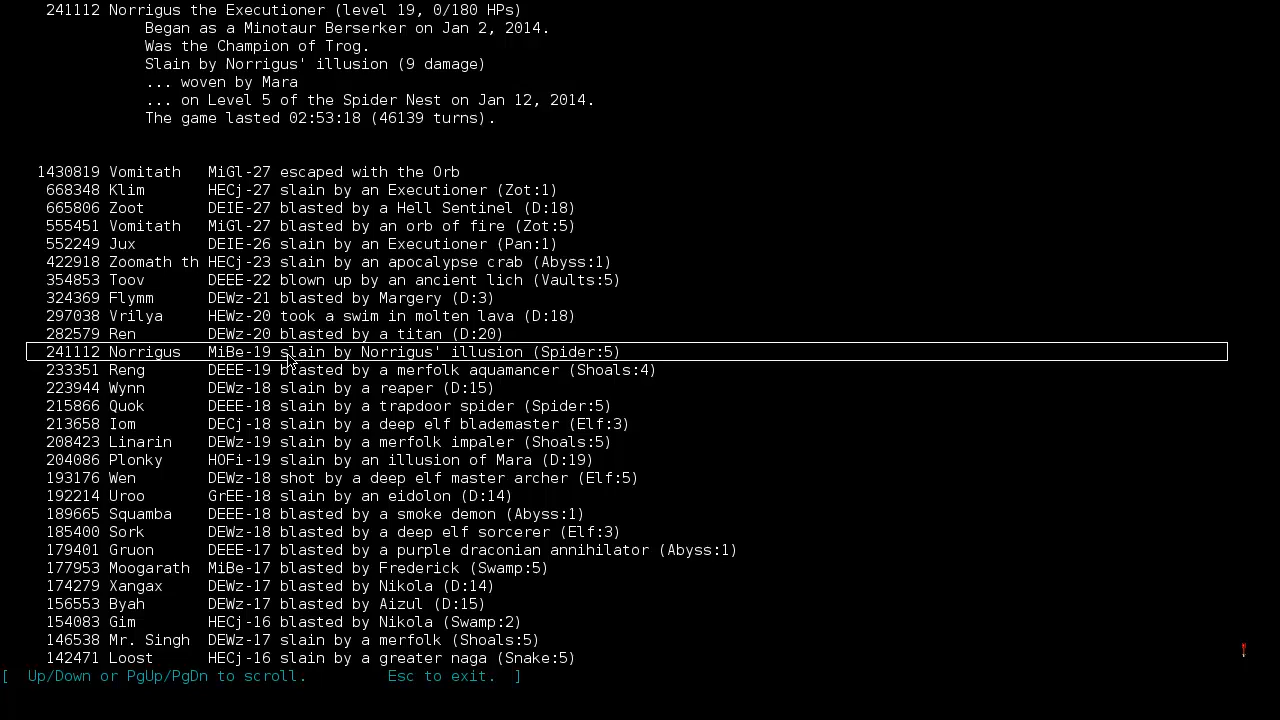 241112 Norrigus the Executioner (level 19, 0/180 HPs)
Began as a Minotaur Berserker on Jan 2, 2014.
Was the Champion of Trog.
Slain by Norrigus' illusion (9 damage)
... woven by Mara
... on Level 5 of the Spider Nest on Jan 12, 2014.
The game lasted 02:53:18 (46139 turns).
1430819 Vomitath MiGl-27 escaped with the Orb
668348 Klim HECj-27 slain by an Executioner (Zot:1)
665806 Zoot DEIE-27 blasted by a Hell Sentinel (D:18)
555451 Vomitath MiGl-27 blasted by an orb of fire (Zot:5)
552249 Jux DEIE-26 slain by an Executioner (Pan:1)
422918 Zoomath th HECj-23 slain by an apocalypse crab (Abyss:1)
354853 Toov DEEE-22 blown up by an ancient lich (Vaults:5)
324369 Flymm DEWz-21 blasted by Margery (D:3)
297038 Vrilya HEWz-20 took a swim in molten lava (D:18)
282579 Ren DEWz-20 blasted by a titan (D:20)
241112 Norrigus MiBe-19 slain by Norrigus' illusion (Spider:5)
233351 Reng DEEE-19 blasted by a merfolk aquamancer (Shoals:4)
223944 Wynn DEWz-18 slain by a reaper (D:15)
215866 Quok DEEE-18 slain by a trapdoor spider (Spider:5)
213658 Iom DECj-18 slain by a deep elf blademaster (Elf:3)
208423 Linarin DEWz-19 slain by a merfolk impaler (Shoals:5)
204086 Plonky HOFi-19 slain by an illusion of Mara (D:19)
193176 Wen DEWz-18 shot by a deep elf master archer (Elf:5)
192214 Uroo GrEE-18 slain by an eidolon (D:14)
189665 Squamba DEEE-18 blasted by a smoke demon (Abyss:1)
185400 Sork DEWz-18 blasted by a deep elf sorcerer (Elf:3)
179401 Gruon DEEE-17 blasted by a purple draconian annihilator (Abyss:1)
177953 Moogarath MiBe-17 blasted by Frederick (Swamp:5)
174279 Xangax DEWz-17 blasted by Nikola (D:14)
156553 Byah DEWz-17 blasted by Aizul (D:15)
154083 Gim HECj-16 blasted by Nikola (Swamp:2)
146538 Mr. Singh DEWz-17 slain by a merfolk (Shoals:5)
142471 Loost HECj-16 slain by a greater naga (Snake:5)
[ Up/Down or PgUp/PgDn to scroll. Esc to exit. ]